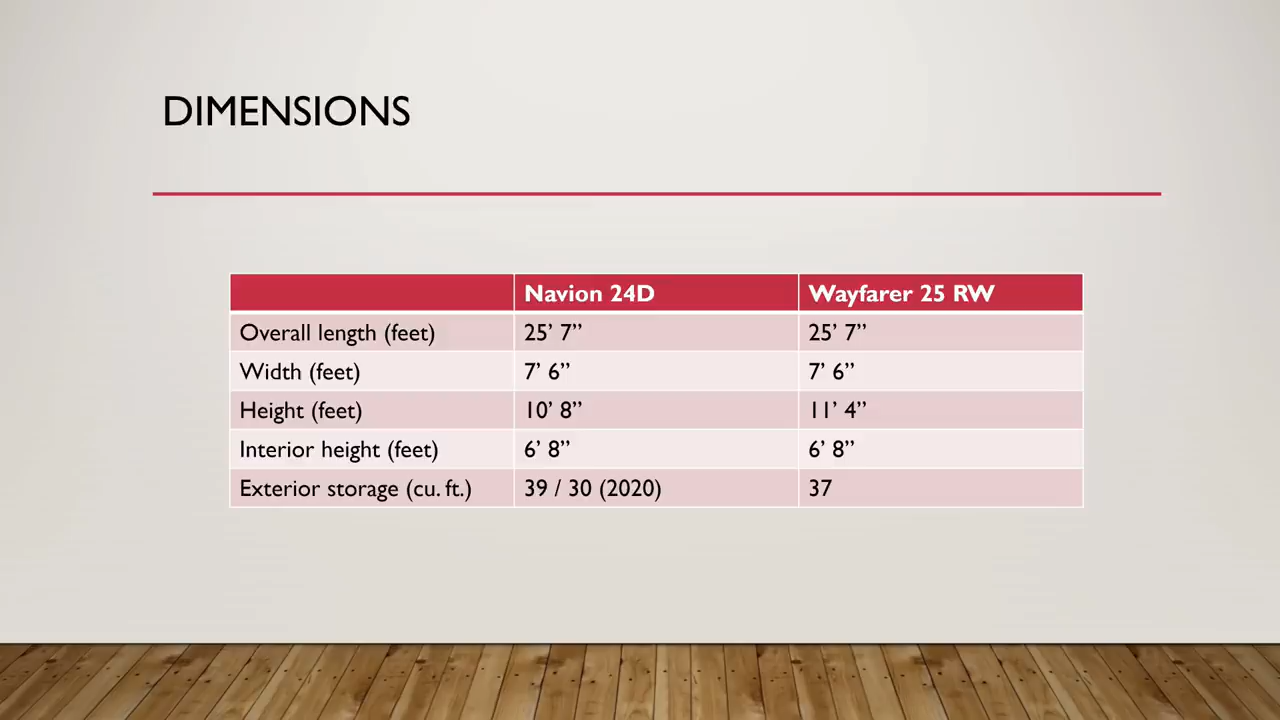 DIMENSIONS
Navion 24D Wayfarer 25 RW
Overall length (feet) 25’ 7” 25’ 7”
Width (feet) 7’ 6” 7’ 6”
Height (feet) 10’ 8” 11’ 4”
Interior height (feet) 6’ 8” 6’ 8”
Exterior storage (cu. ft.) 39 / 30 (2020) 37